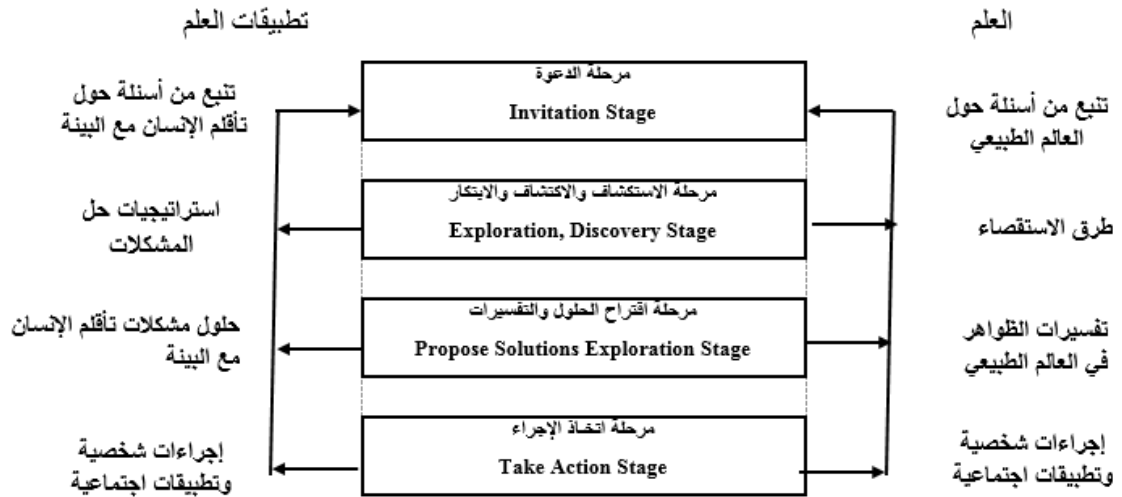 العلم
تطبيقات العلم
تنبع من أسئلة حول
العالم الطبيعي
مرحلة الدعوة
Invitation Stage
تنبع من أسئلة حول
تأقلم الإنسان مع البيئة
طرق الاستقصاء
مرحلة الاستكشاف والاكتشاف والابتكار
Exploration, Discovery Stage
استراتيجيات حل
المشكلات
تفسيرات الظواهر
في العالم الطبيعي
مرحلة اقتراح الحلول والتفسيرات
Propose Solutions Exploration Stage
حلول مشكلات تأقلم الإنسان
مع البيئة
إجراءات شخصية
وتطبيقات اجتماعية
مرحلة اتخاذ الإجراء
Take Action Stage
إجراءات شخصية
وتطبيقات اجتماعية